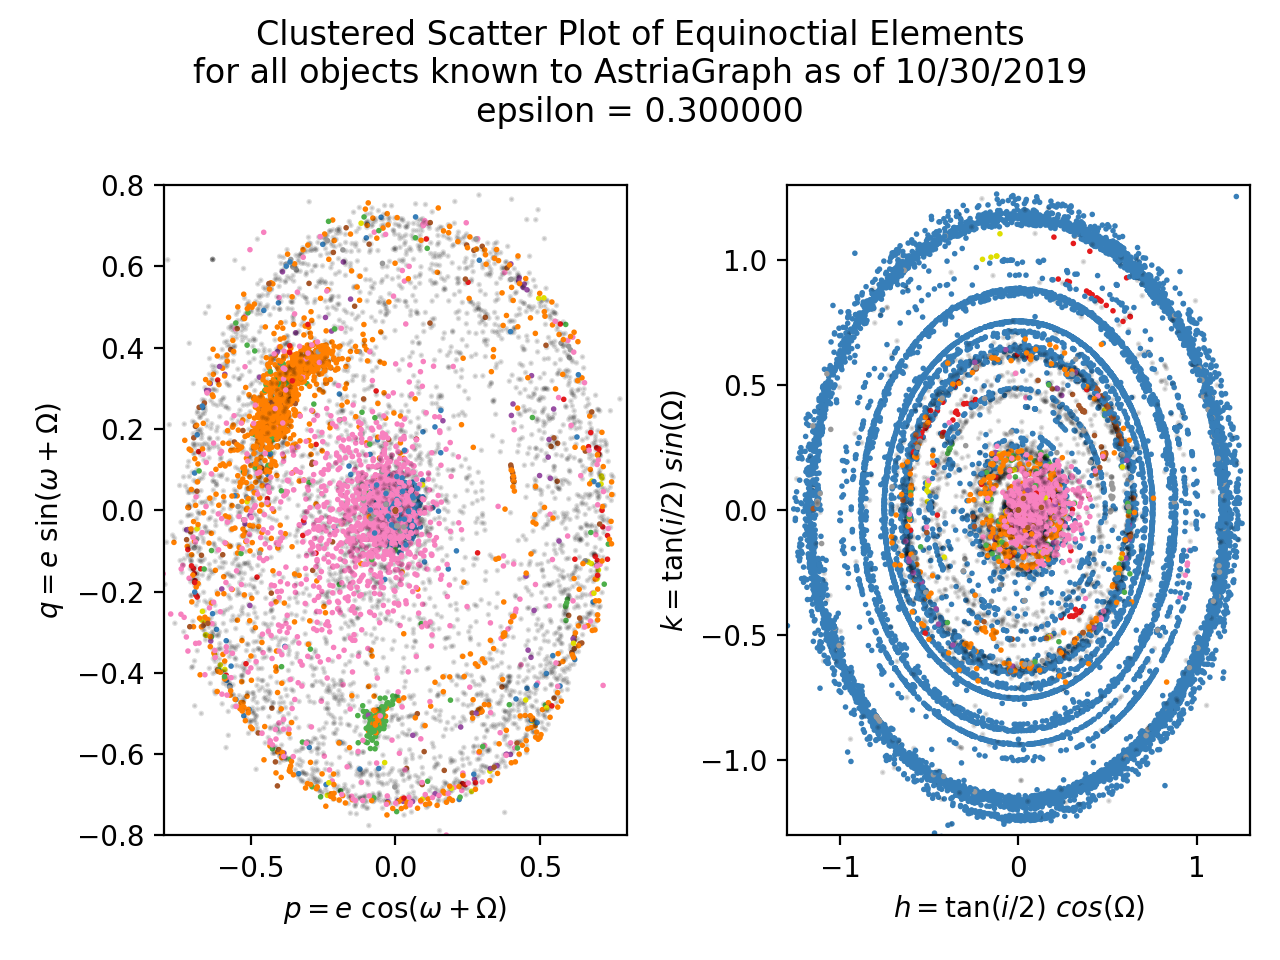 Clustered Scatter Plot of Equinoctial Elements
for all objects known to AstriaGraph as of 10/30/2019
epsilon = 0.300000
0.8
0.6
0.4
0.2
0.0
−0.2
−0.4
−0.6
−0.8
q = e sin(ω + Ω)
−0.5
0.0
0.5
p = e cos(ω + Ω)
1.0
0.5
0.0
−0.5
−1.0
k = tan(i/2) sin(Ω)
−1
0
1
h = tan(i/2) cos(Ω)